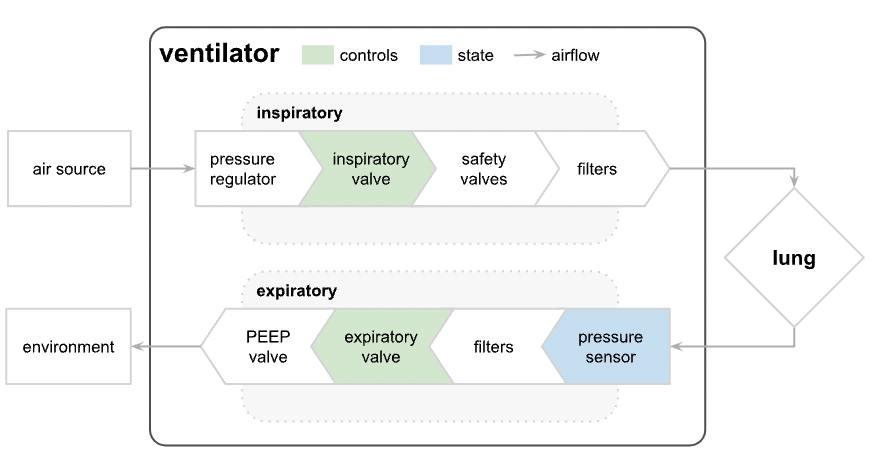 ventilator
controls
state
airflow
inspiratory
air source
pressure
regulator
inspiratory
valve
safety
valves
filters
lung
expiratory
environment
PEEP
valve
expiratory
valve
filters
pressure
sensor